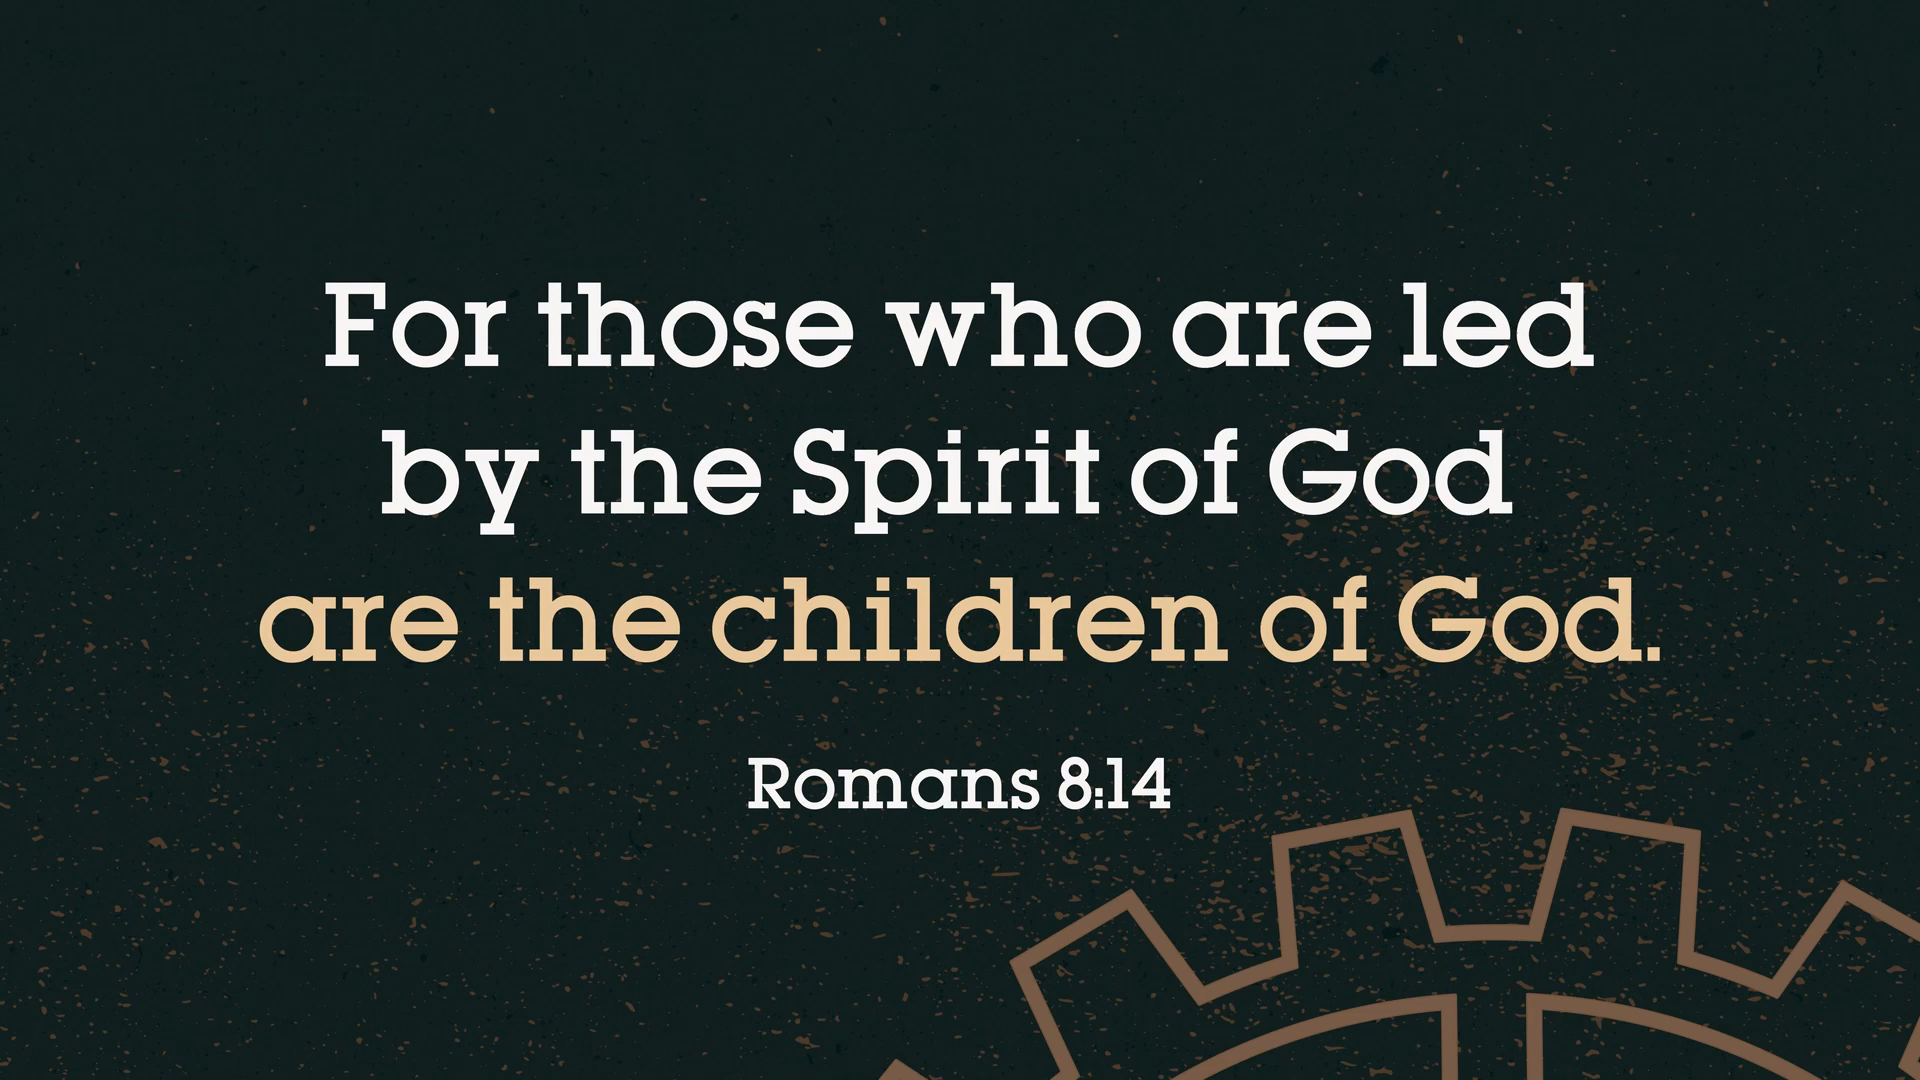 For those who are led
by the Spirit of God
are the children of God.
Romans 8:14